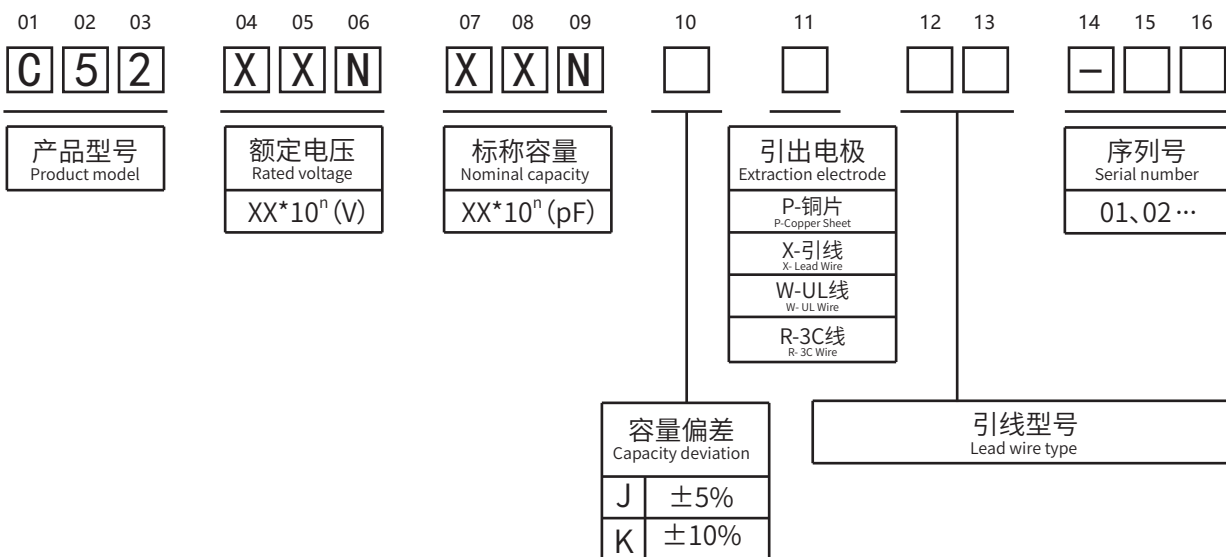 01 02 03 04 05 06 07 08 09 10 11 12 13 14 15 16
C 5 2 X X N X X N -
产品型号
Product model
额定电压
Rated voltage
XX*10ⁿ(V)
标称容量
Nominal capacity
XX*10ⁿ(pF)
引出电极
Extraction electrode
P-铜片
P-Copper Sheet
X-引线
X- Lead Wire
W-UL线
W- UL Wire
R-3C线
R- 3C Wire
序列号
Serial number
01、02…
容量偏差
Capacity deviation
J ±5%
K ±10%
引线型号
Lead wire type